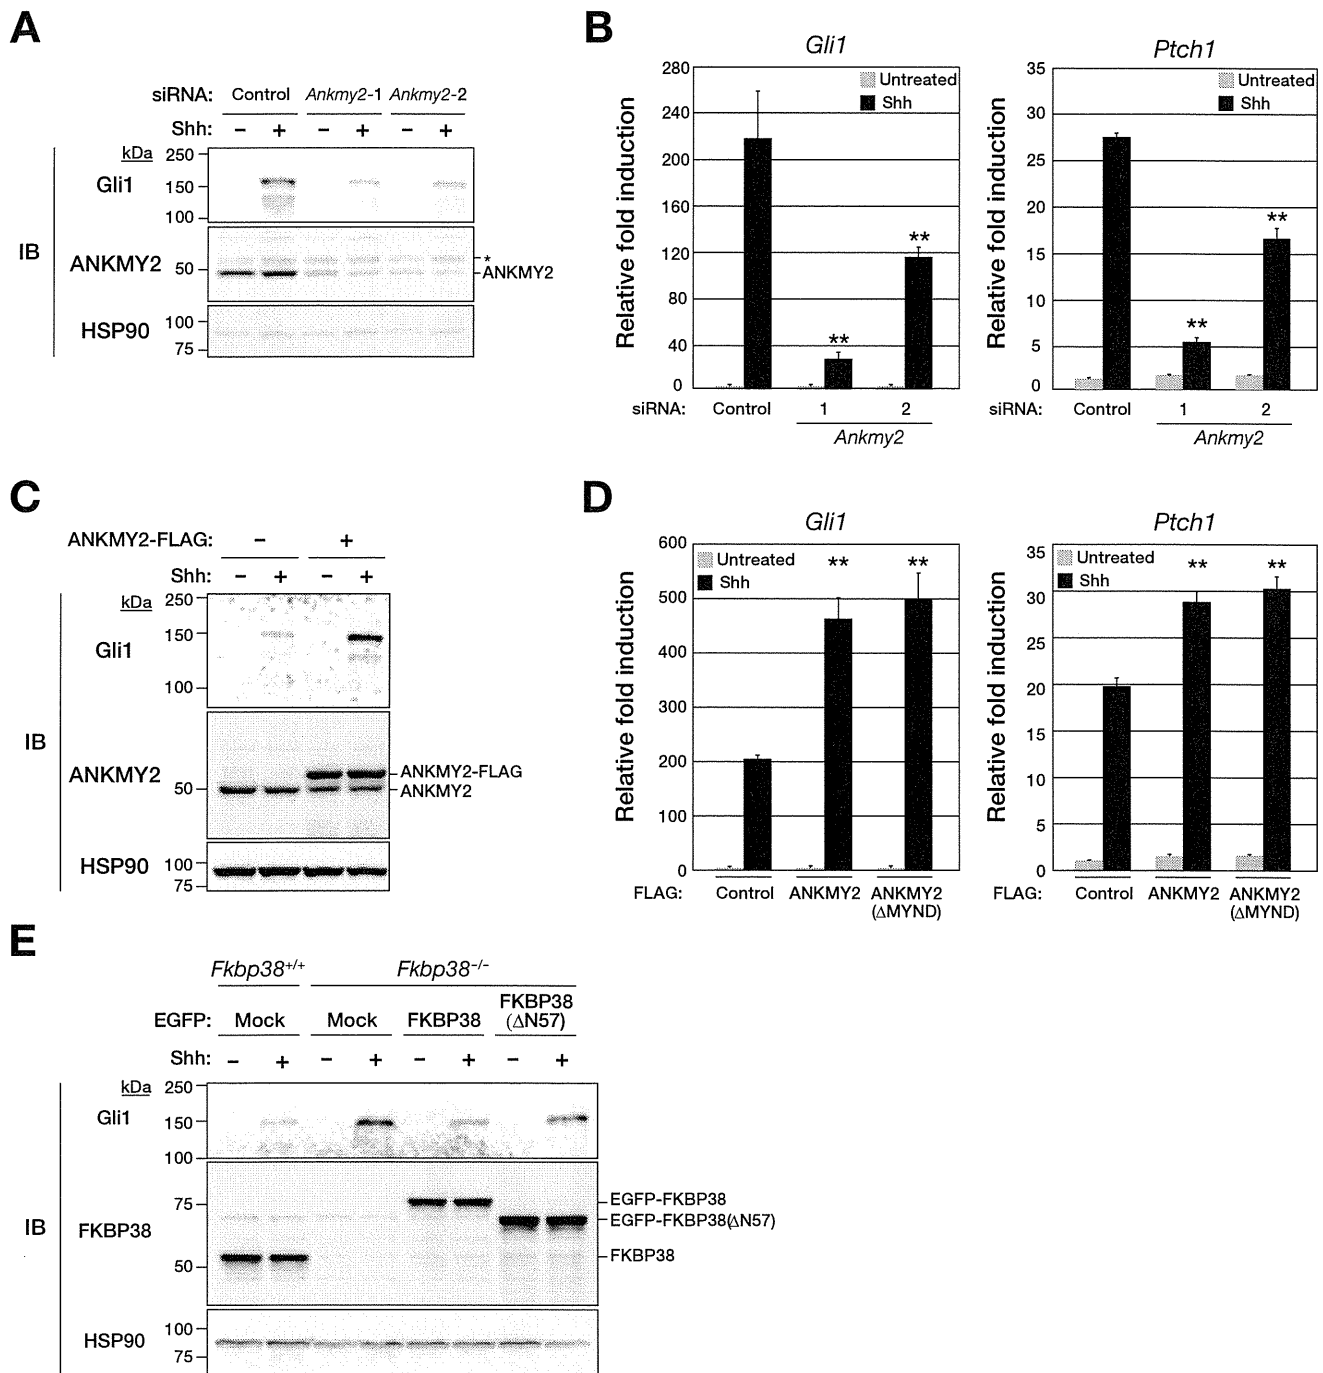 A
siRNA: Control Ankmy2-1 Ankmy2-2
Shh: − + − + − +
kDa
Gli1
250
150
100
IB
ANKMY2
50
*
ANKMY2
HSP90
100
75
B
Gli1
Relative fold induction
280
240
200
160
120
80
40
0
Untreated
Shh
**
**
siRNA: Control 1 2
Ankmy2
Ptch1
Relative fold induction
35
30
25
20
15
10
5
0
Untreated
Shh
**
**
siRNA: Control 1 2
Ankmy2
C
ANKMY2-FLAG: − +
Shh: − + − +
kDa
Gli1
250
150
100
IB
ANKMY2
50
ANKMY2-FLAG
ANKMY2
HSP90
100
75
D
Gli1
Relative fold induction
600
500
400
300
200
100
0
Untreated
Shh
** **
FLAG: Control ANKMY2 ANKMY2
(ΔMYND)
Ptch1
Relative fold induction
35
30
25
20
15
10
5
0
Untreated
Shh
** **
FLAG: Control ANKMY2 ANKMY2
(ΔMYND)
E
Fkbp38+/+ Fkbp38−/−
EGFP: Mock Mock FKBP38 FKBP38
(ΔN57)
Shh: − + − + − + − +
kDa
Gli1
250
150
100
IB
FKBP38
75
50
EGFP-FKBP38
EGFP-FKBP38(ΔN57)
FKBP38
HSP90
100
75